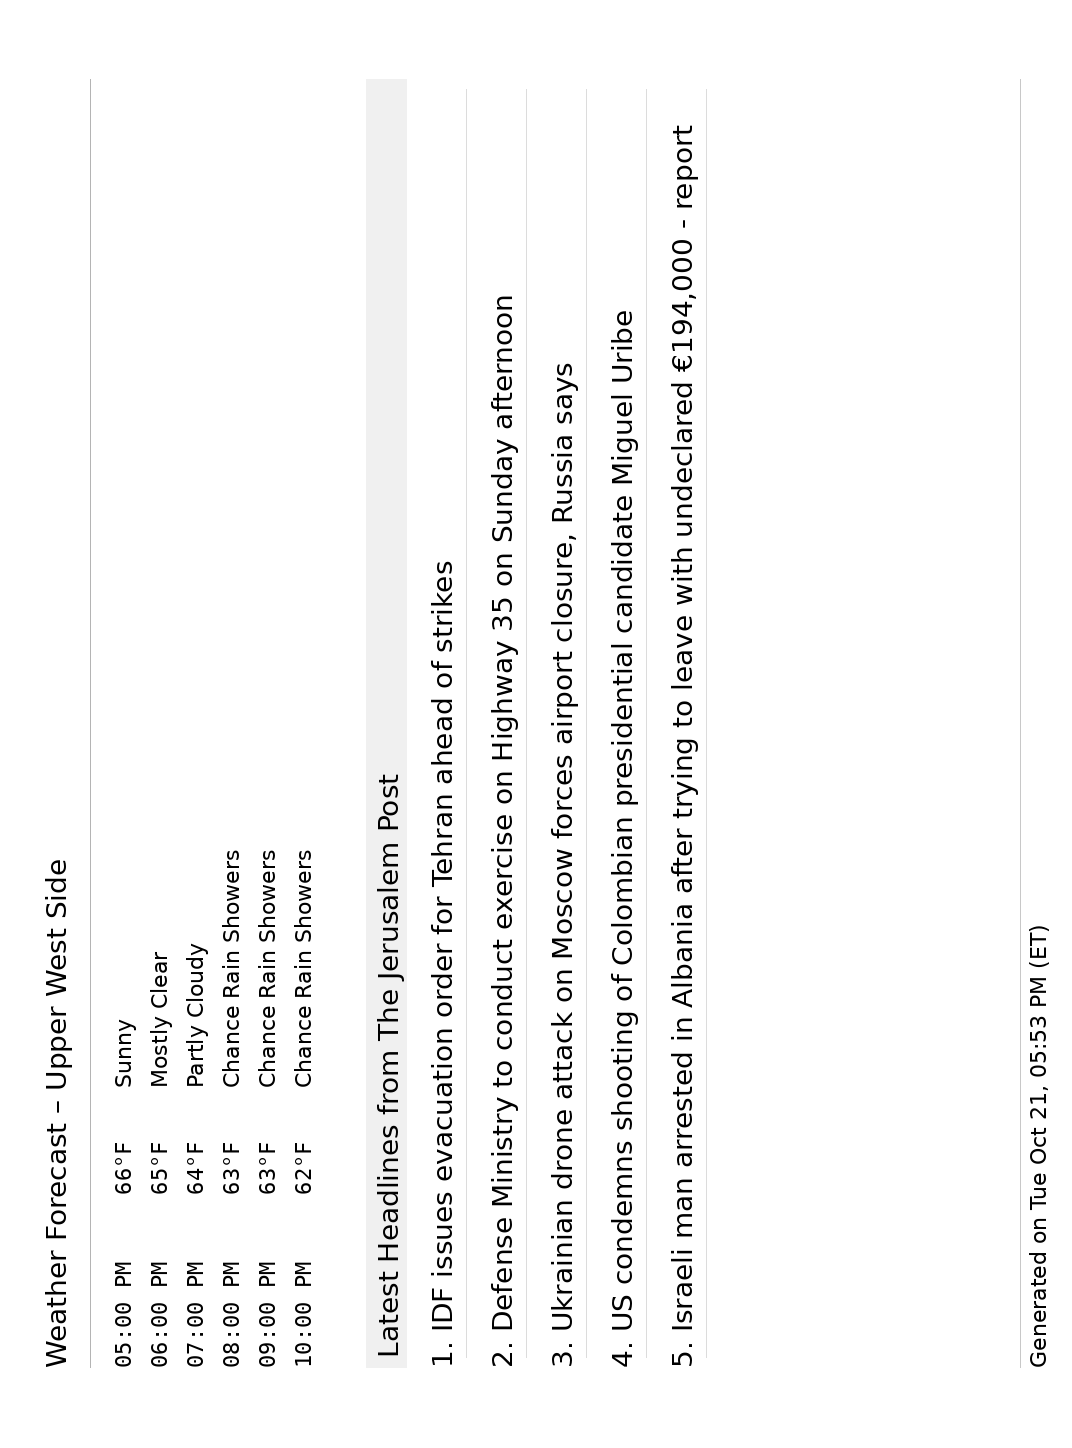 Weather Forecast – Upper West Side
05:00 PM 66°F Sunny
06:00 PM 65°F Mostly Clear
07:00 PM 64°F Partly Cloudy
08:00 PM 63°F Chance Rain Showers
09:00 PM 63°F Chance Rain Showers
10:00 PM 62°F Chance Rain Showers
Latest Headlines from The Jerusalem Post
1. IDF issues evacuation order for Tehran ahead of strikes
2. Defense Ministry to conduct exercise on Highway 35 on Sunday afternoon
3. Ukrainian drone attack on Moscow forces airport closure, Russia says
4. US condemns shooting of Colombian presidential candidate Miguel Uribe
5. Israeli man arrested in Albania after trying to leave with undeclared €194,000 - report
Generated on Tue Oct 21, 05:53 PM (ET)